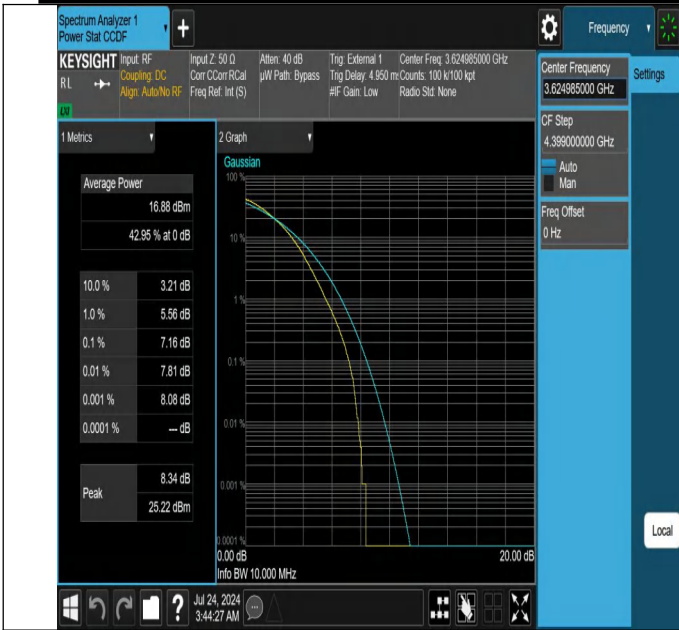 Spectrum Analyzer 1
Power Stat CCDF
Frequency
KEYSIGHT
RL
Input: RF
Coupling: DC
Align: Auto/No RF
Input Z: 50 Ω
Corr CCorr RCal
Freq Ref: Int (S)
Atten: 40 dB
µW Path: Bypass
Trig: External 1
Trig Delay: 4.950 m
#IF Gain: Low
Center Freq: 3.624985000 GHz
Counts: 100 k/100 kpt
Radio Std: None
Center Frequency
3.624985000 GHz
Settings
CF Step
4.399000000 GHz
Auto
Man
Freq Offset
0 Hz
1 Metrics
Average Power
16.88 dBm
42.95 % at 0 dB
10.0 % 3.21 dB
1.0 % 5.56 dB
0.1 % 7.16 dB
0.01 % 7.81 dB
0.001 % 8.08 dB
0.0001 % --- dB
Peak
8.34 dB
25.22 dBm
2 Graph
Gaussian
100 %
10 %
1 %
0.1 %
0.01 %
0.001 %
0.0001 %
0.00 dB 20.00 dB
Info BW 10.000 MHz
Local
?
Jul 24, 2024
3:44:27 AM